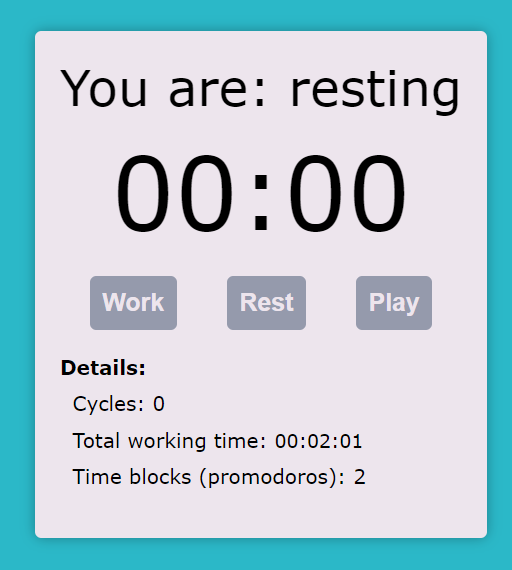 You are: resting
00:00
Work Rest Play
Details:
Cycles: 0
Total working time: 00:02:01
Time blocks (promodoros): 2